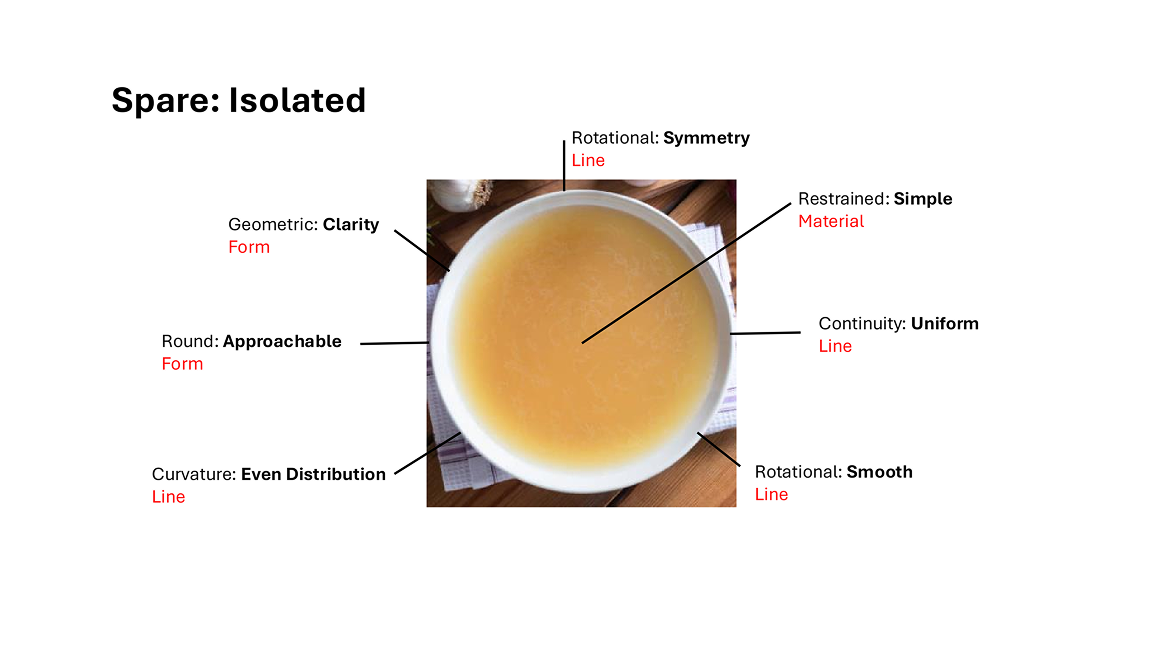 Spare: Isolated
Rotational: Symmetry
Line
Restrained: Simple
Material
Geometric: Clarity
Form
Continuity: Uniform
Line
Round: Approachable
Form
Curvature: Even Distribution
Line
Rotational: Smooth
Line